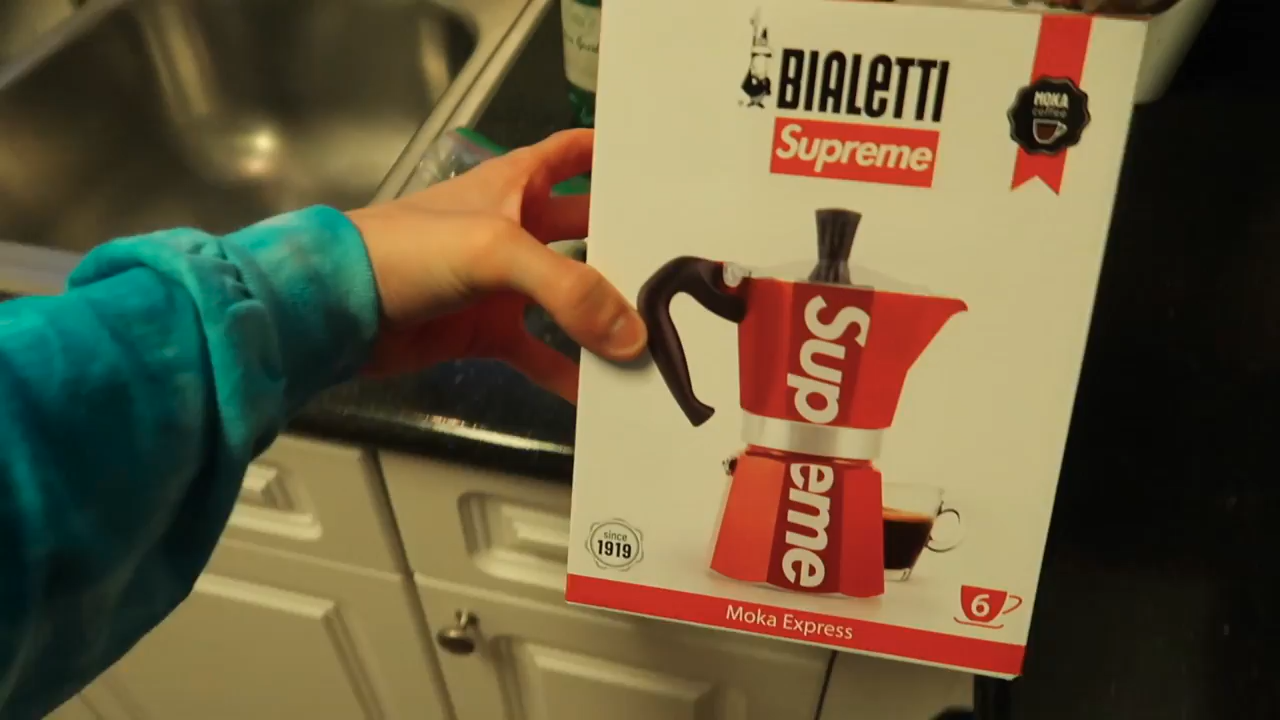 BIALETTI
Supreme
MOKA
coffee
Supreme
since
1919
6
Moka Express